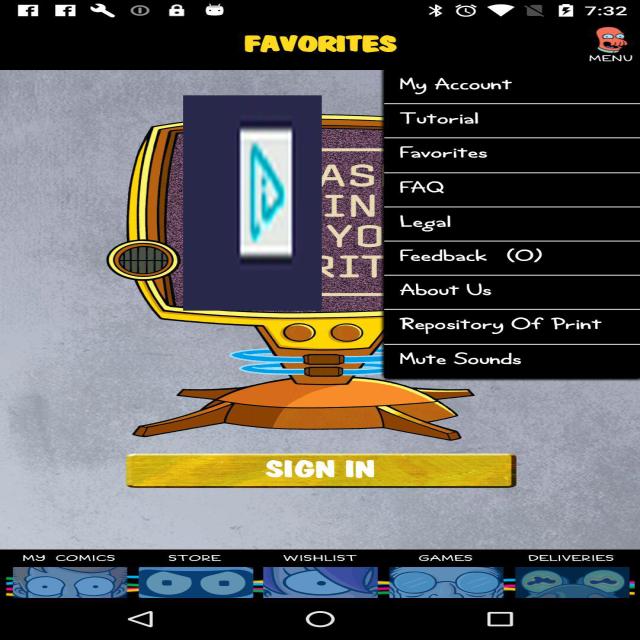 7:32
FAVORITES
MENU
My Account
Tutorial
Favorites
FAQ
Legal
Feedback (0)
About Us
Repository Of Print
Mute Sounds
AS
IN
YO
RIT
SIGN IN
MY COMICS
STORE
WISHLIST
GAMES
DELIVERIES